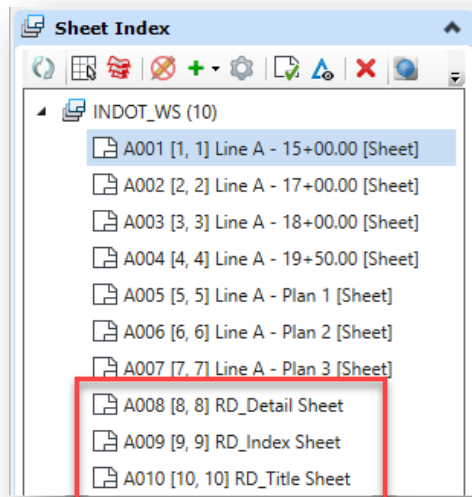 Sheet Index
INDOT_WS (10)
A001 [1, 1] Line A - 15+00.00 [Sheet]
A002 [2, 2] Line A - 17+00.00 [Sheet]
A003 [3, 3] Line A - 18+00.00 [Sheet]
A004 [4, 4] Line A - 19+50.00 [Sheet]
A005 [5, 5] Line A - Plan 1 [Sheet]
A006 [6, 6] Line A - Plan 2 [Sheet]
A007 [7, 7] Line A - Plan 3 [Sheet]
A008 [8, 8] RD_Detail Sheet
A009 [9, 9] RD_Index Sheet
A010 [10, 10] RD_Title Sheet